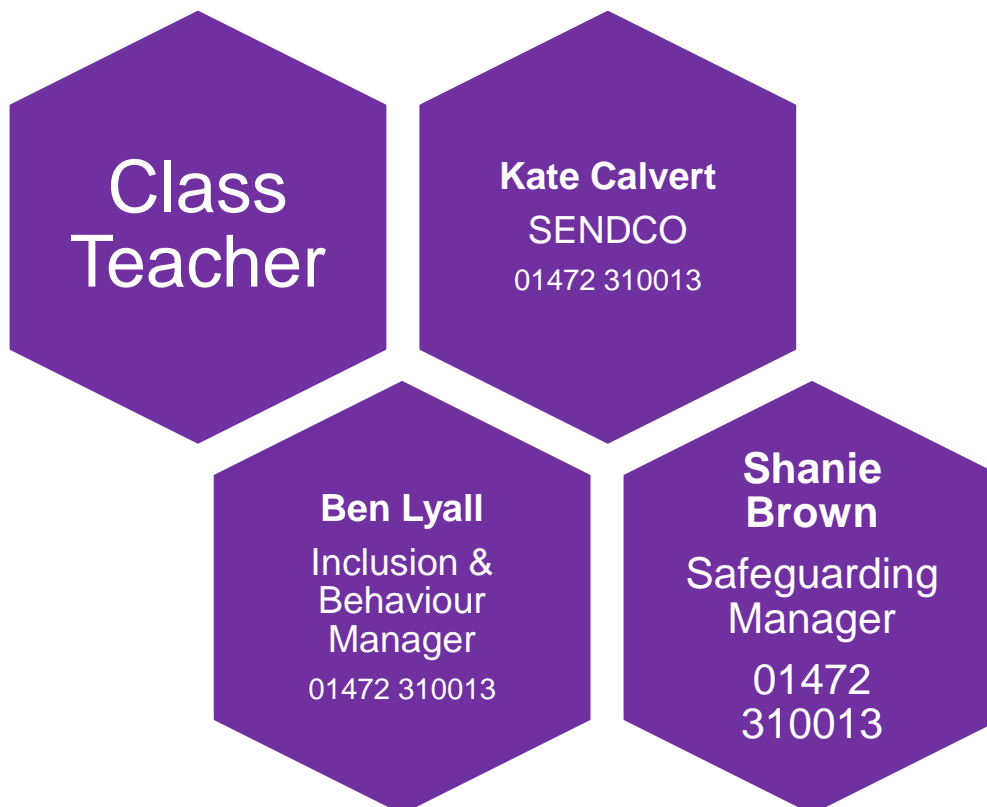 Class
Teacher
Kate Calvert
SENDCO
01472 310013
Ben Lyall
Inclusion &
Behaviour
Manager
01472 310013
Shanie
Brown
Safeguarding
Manager
01472
310013